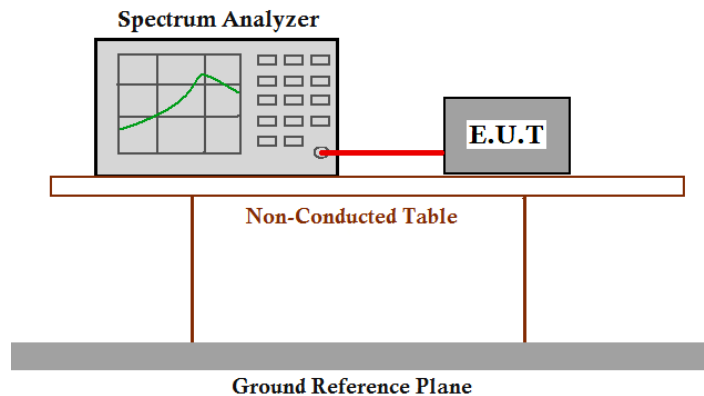 Spectrum Analyzer
E.U.T
Non-Conducted Table
Ground Reference Plane